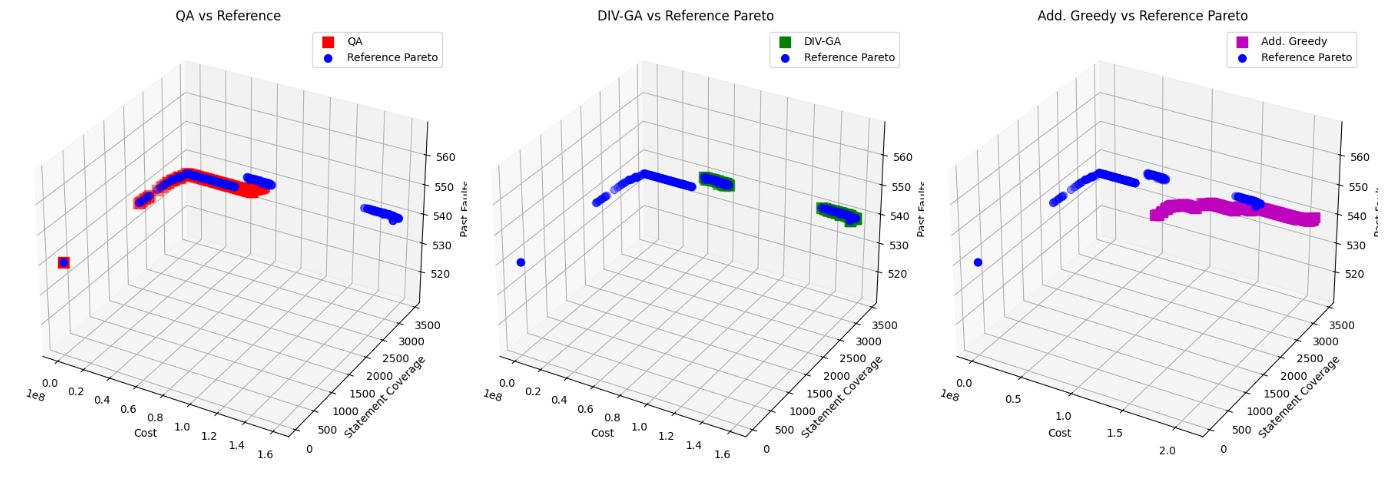 QA vs Reference
QA
Reference Pareto
560
550
540
530
520
Past Faults
3500
3000
2500
2000
1500
1000
500
0
Statement Coverage
0.0
0.2
0.4
0.6
0.8
1.0
1.2
1.4
1.6
1e8
Cost
DIV-GA vs Reference Pareto
DIV-GA
Reference Pareto
560
550
540
530
520
Past Faults
3500
3000
2500
2000
1500
1000
500
0
Statement Coverage
0.0
0.2
0.4
0.6
0.8
1.0
1.2
1.4
1.6
1e8
Cost
Add. Greedy vs Reference Pareto
Add. Greedy
Reference Pareto
560
550
540
530
520
Past Faults
3500
3000
2500
2000
1500
1000
500
0
Statement Coverage
0.0
0.5
1.0
1.5
2.0
1e8
Cost